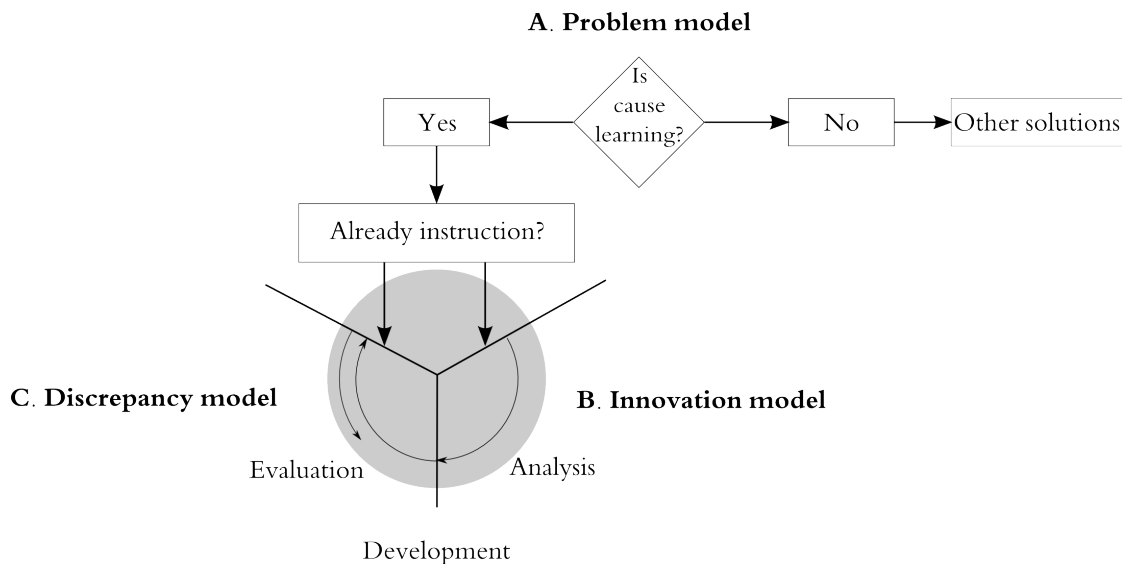 A. Problem model
Is
cause
learning?
Yes
No
Other solutions
Already instruction?
C. Discrepancy model
B. Innovation model
Evaluation
Analysis
Development